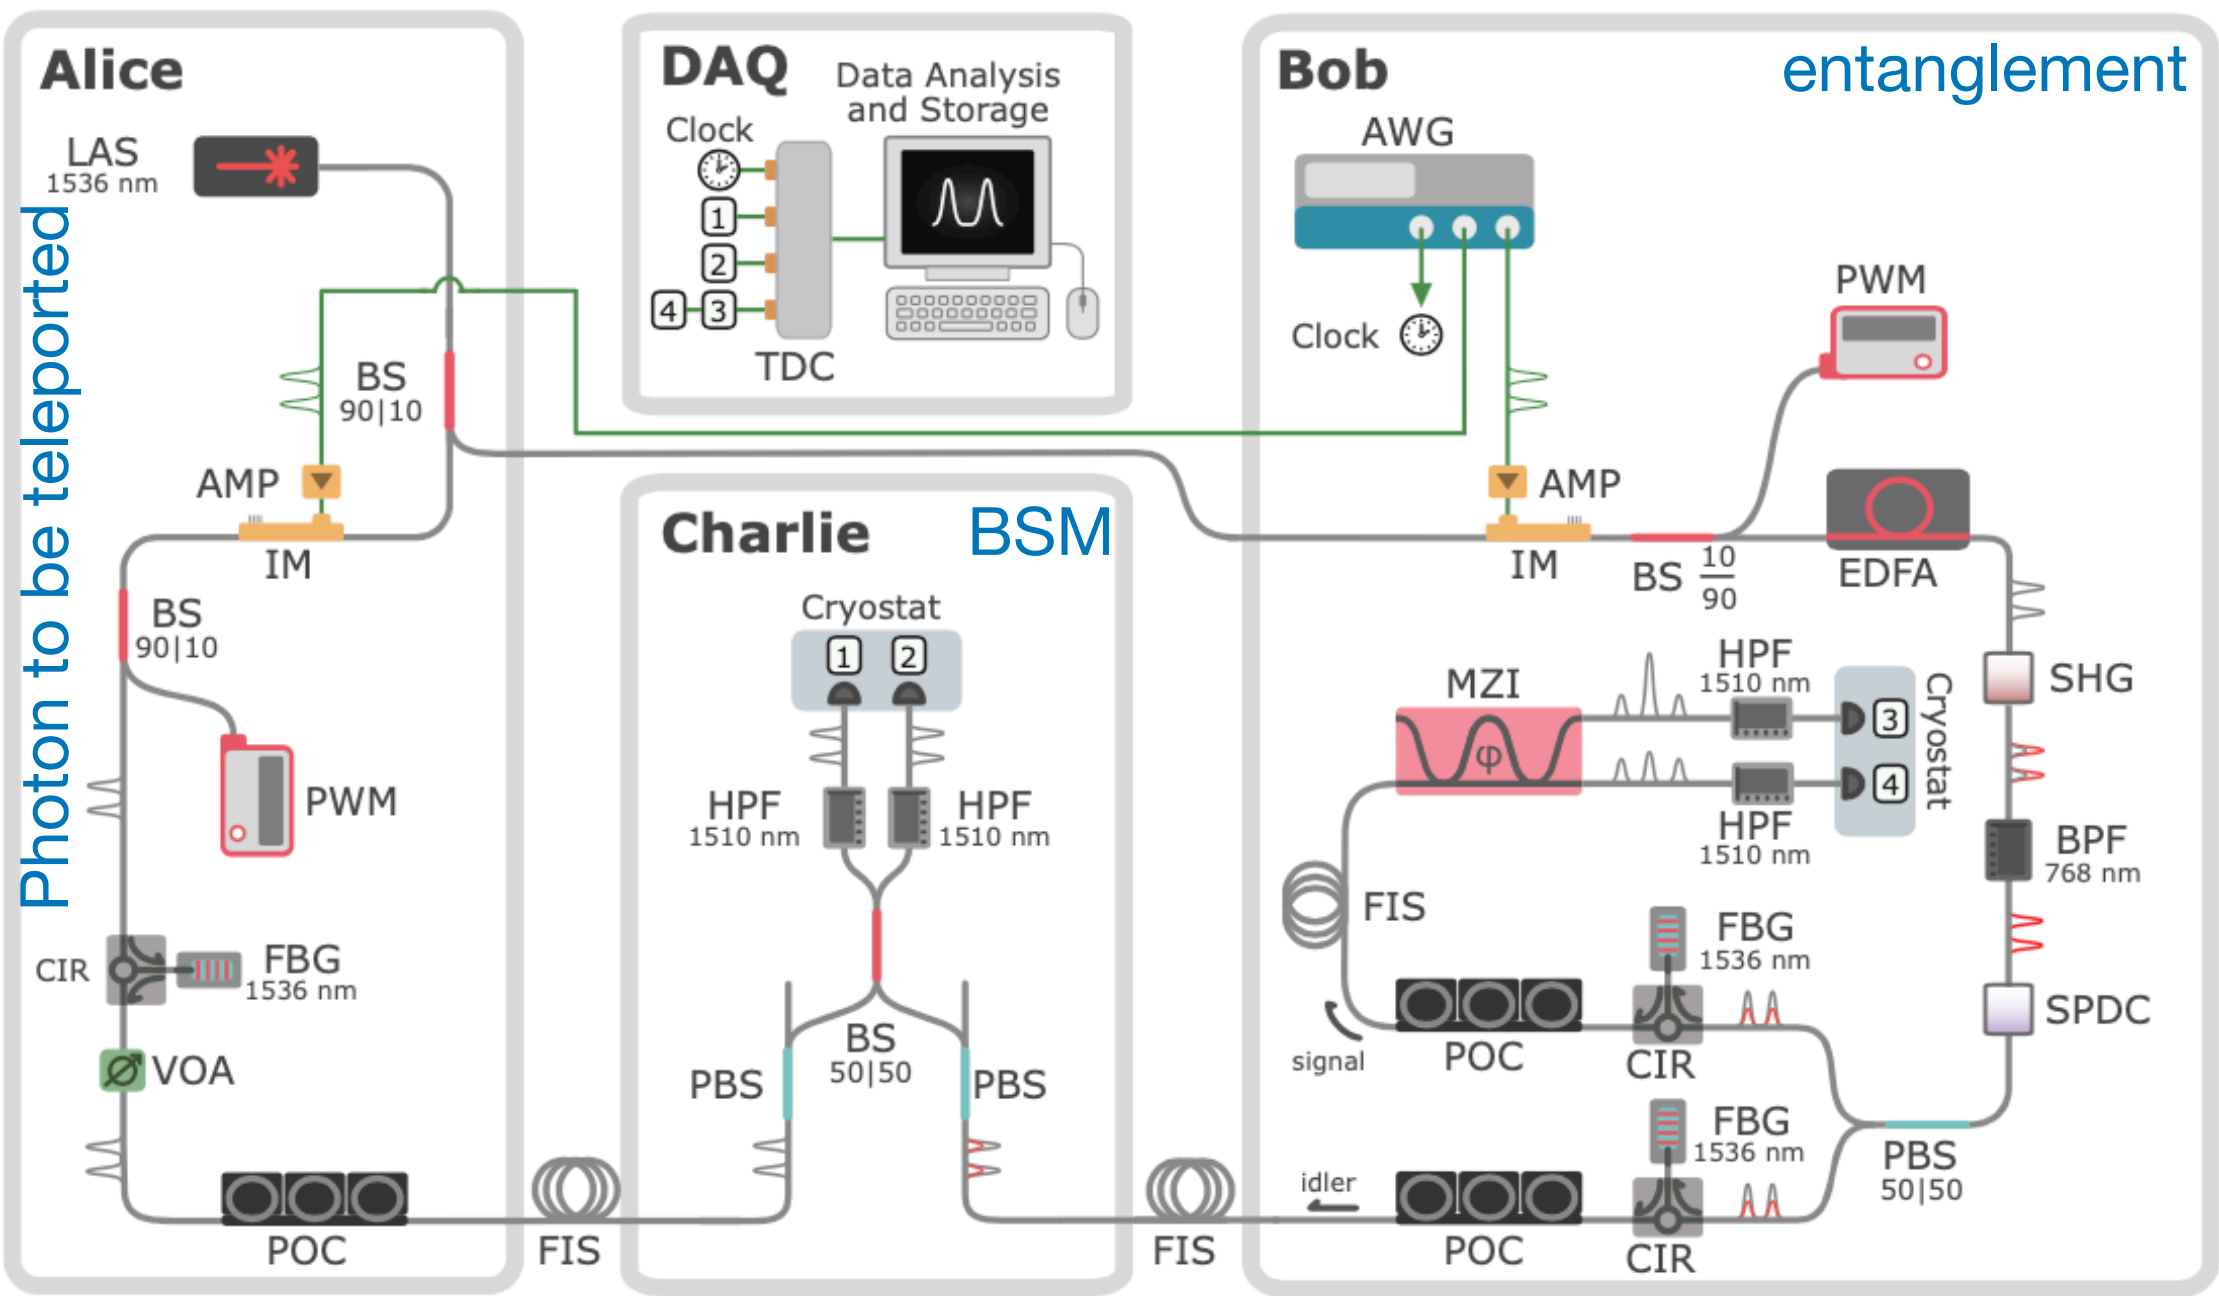 Alice
LAS
1536 nm
Photon to be teleported
BS
90|10
AMP
IM
BS
90|10
PWM
CIR
FBG
1536 nm
VOA
POC
FIS
DAQ
Data Analysis
and Storage
Clock
1
2
4
3
TDC
Charlie
BSM
Cryostat
1
2
HPF
1510 nm
HPF
1510 nm
BS
50|50
PBS
PBS
FIS
Bob
entanglement
AWG
Clock
PWM
AMP
IM
BS
10
90
EDFA
SHG
BPF
768 nm
SPDC
PBS
50|50
MZI
φ
HPF
1510 nm
HPF
1510 nm
3
4
Cryostat
FIS
FBG
1536 nm
signal
POC
CIR
FBG
1536 nm
idler
POC
CIR